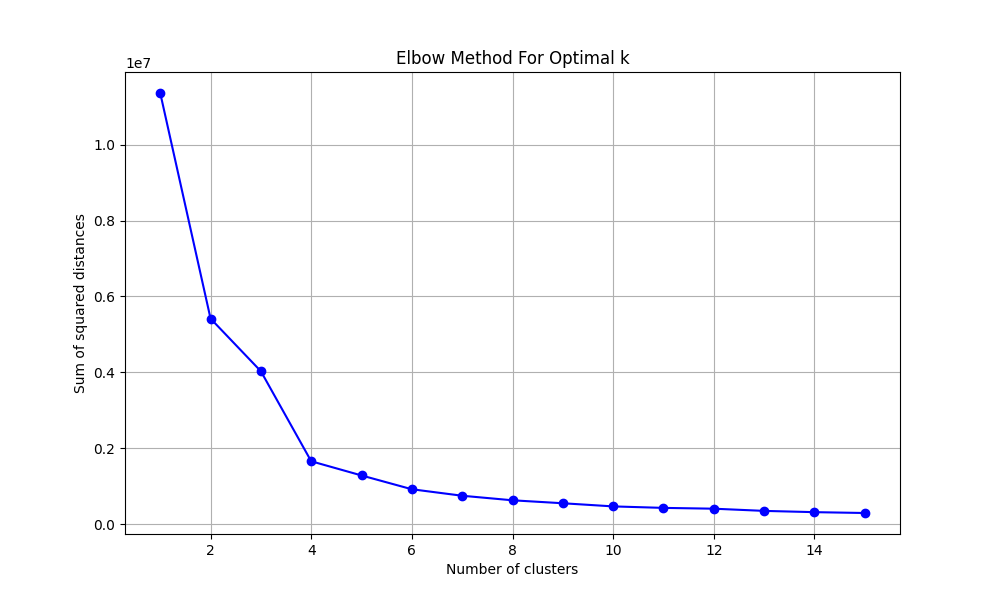 Elbow Method For Optimal k
1e7
1.0
0.8
0.6
0.4
0.2
0.0
Sum of squared distances
2 4 6 8 10 12 14
Number of clusters